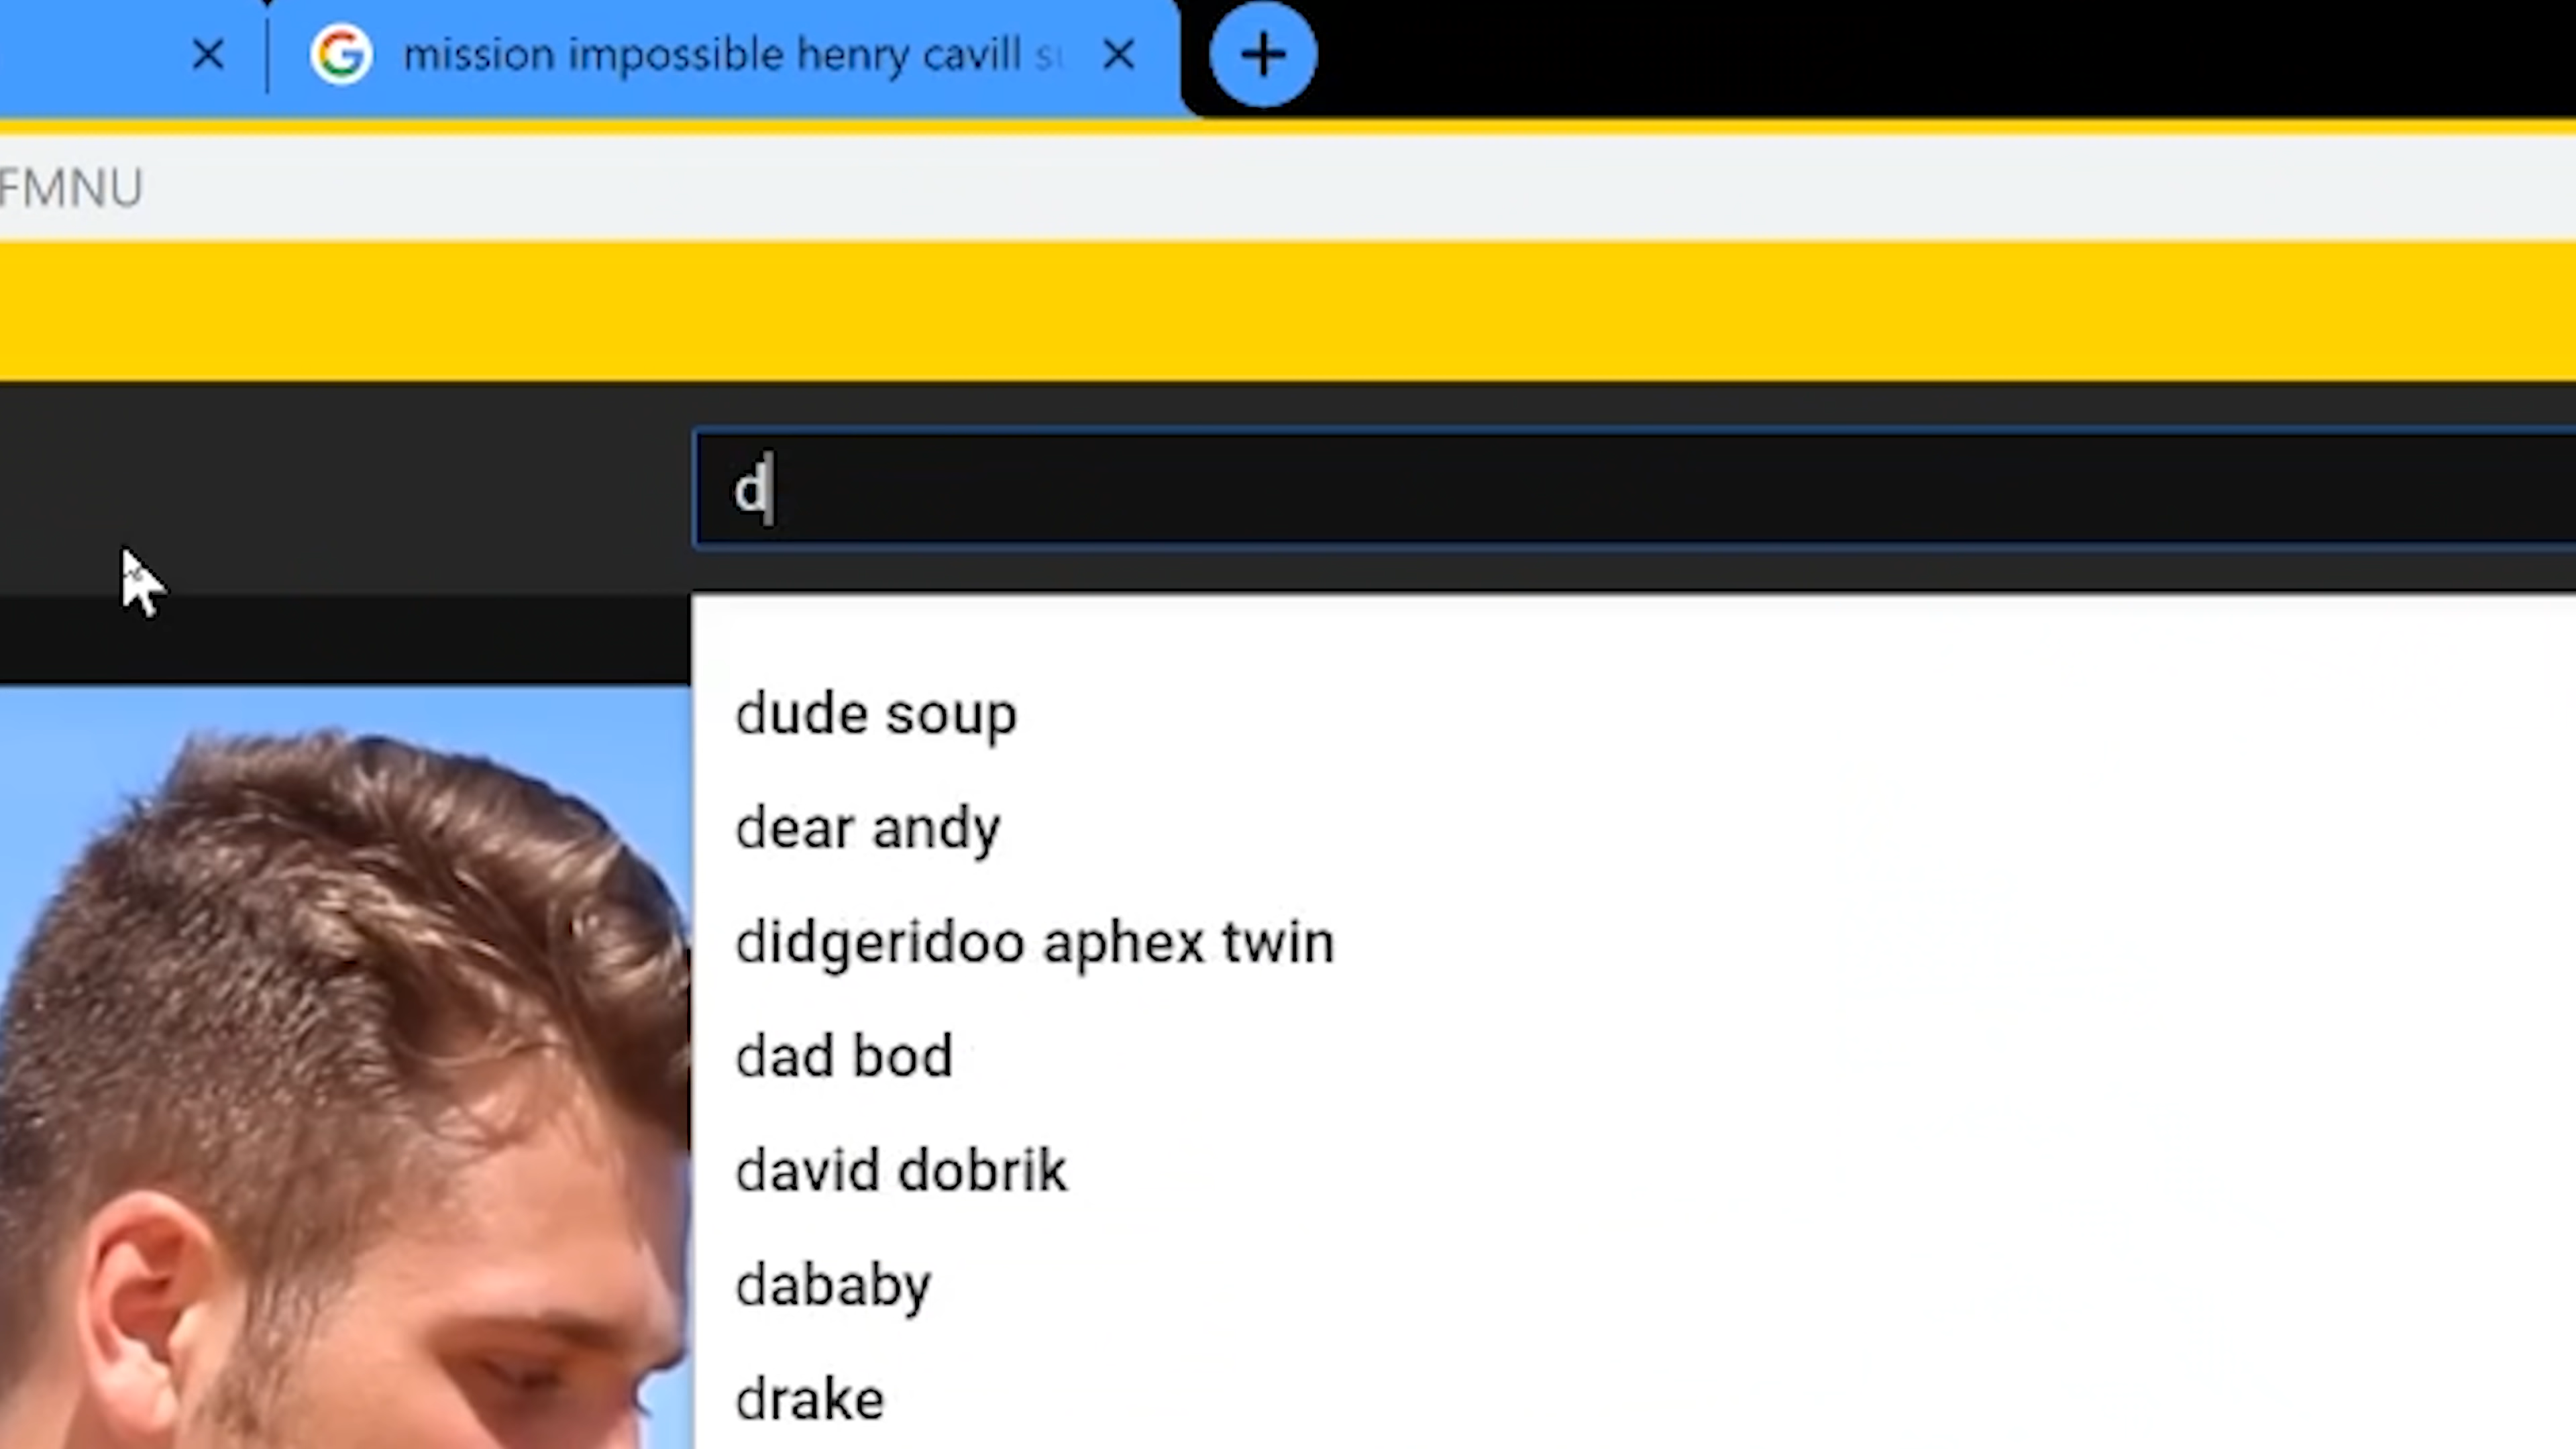 mission impossible henry cavill
FMNU
d
dude soup
dear andy
didgeridoo aphex twin
dad bod
david dobrik
dababy
drake